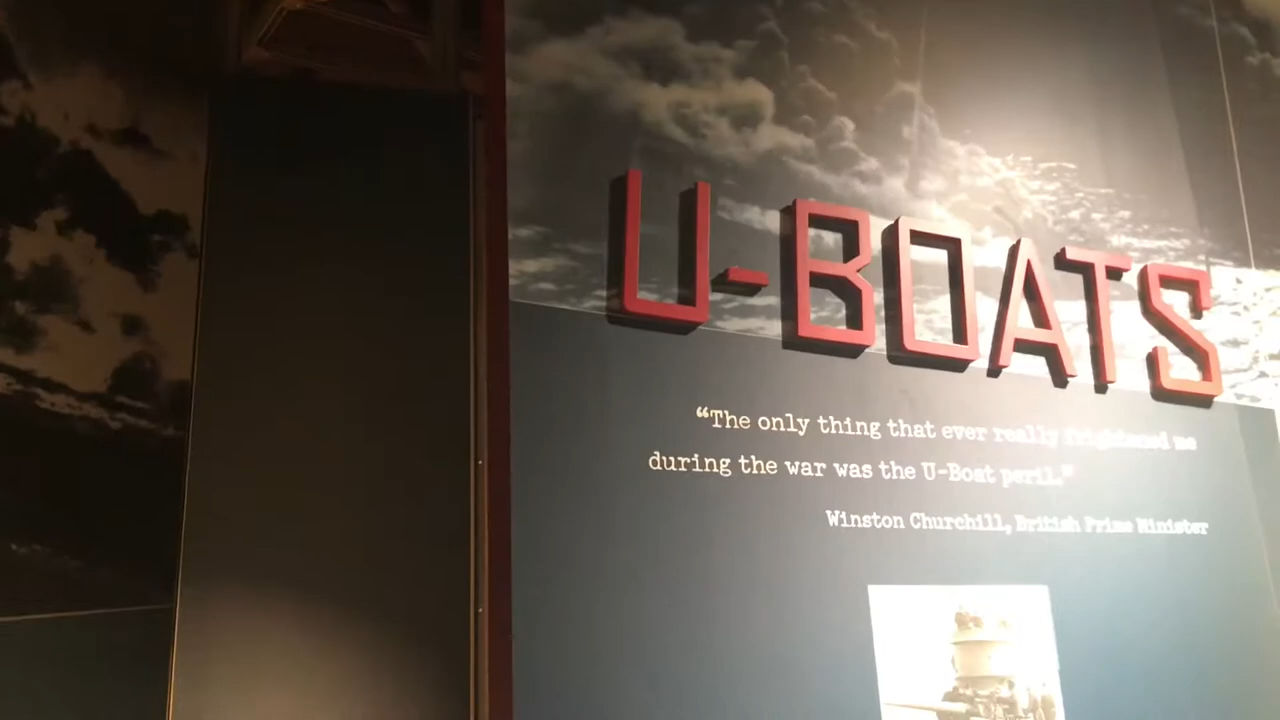 U-BOATS
“The only thing that ever really frightened me
during the war was the U-Boat peril.”
Winston Churchill, British Prime Minister